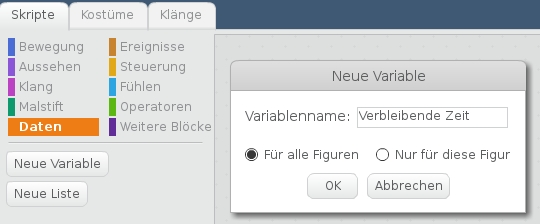 Skripte Kostüme Klänge
Bewegung Ereignisse
Aussehen Steuerung
Klang Fühlen
Malstift Operatoren
Daten Weitere Blöcke
Neue Variable
Neue Liste
Neue Variable
Variablenname: Verbleibende Zeit
Für alle Figuren Nur für diese Figur
OK Abbrechen